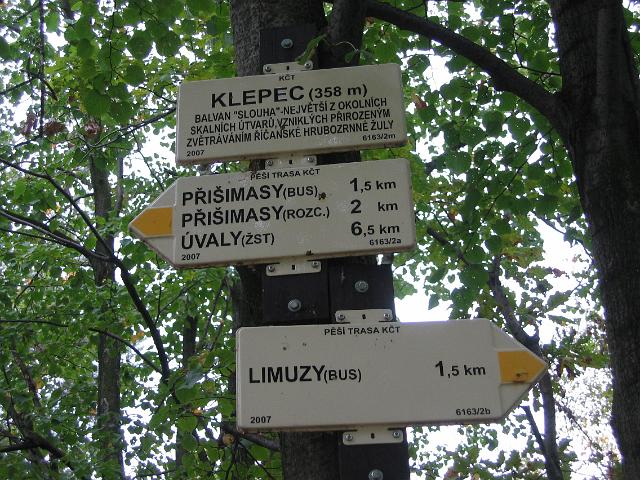 KČT
KLEPEC (358 m)
BALVAN "SLOUHA"-NEJVĚTŠÍ Z OKOLNÍCH
SKALNÍCH ÚTVARŮ,VZNIKLÝCH PŘIROZENÝM
ZVĚTRÁVÁNÍM ŘÍČANSKÉ HRUBOZRNNÉ ŽULY
2007 6163/2m
PĚŠÍ TRASA KČT
PŘIŠIMASY(BUS) 1,5 km
PŘIŠIMASY(ROZC.) 2 km
ÚVALY(ŽST) 6,5 km
2007 6163/2a
PĚŠÍ TRASA KČT
LIMUZY(BUS) 1,5 km
2007 6163/2b